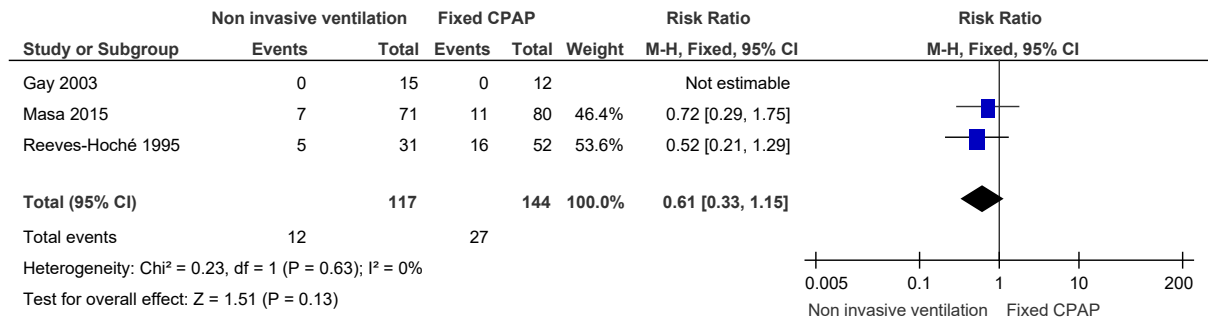 Non invasive ventilation Fixed CPAP Risk Ratio Risk Ratio
Study or Subgroup Events Total Events Total Weight M-H, Fixed, 95% CI M-H, Fixed, 95% CI
Gay 2003 0 15 0 12 Not estimable
Masa 2015 7 71 11 80 46.4% 0.72 [0.29, 1.75]
Reeves-Hoché 1995 5 31 16 52 53.6% 0.52 [0.21, 1.29]
Total (95% CI) 117 144 100.0% 0.61 [0.33, 1.15]
Total events 12 27
Heterogeneity: Chi² = 0.23, df = 1 (P = 0.63); I² = 0%
Test for overall effect: Z = 1.51 (P = 0.13)
0.005 0.1 1 10 200
Non invasive ventilation Fixed CPAP